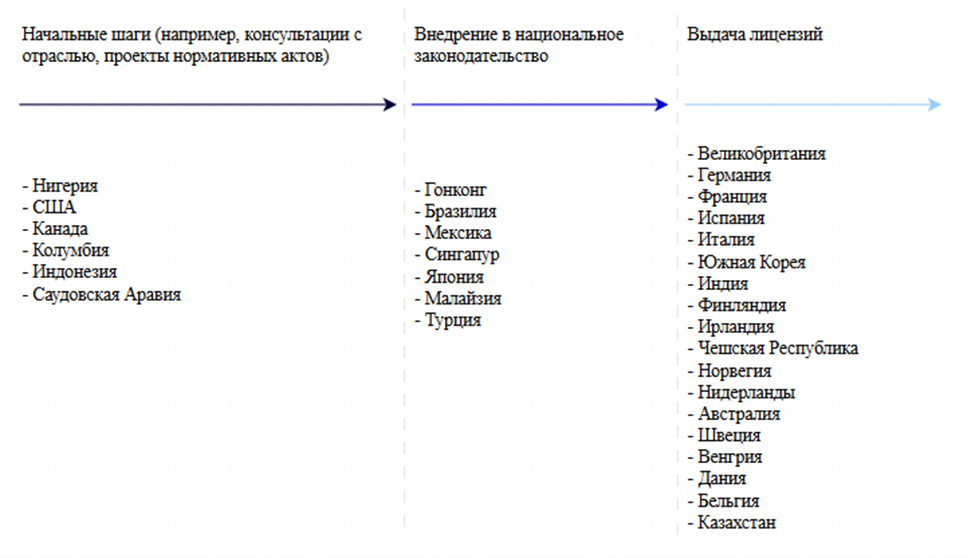 Начальные шаги (например, консультации с
отраслью, проекты нормативных актов)
- Нигерия
- США
- Канада
- Колумбия
- Индонезия
- Саудовская Аравия
Внедрение в национальное
законодательство
- Гонконг
- Бразилия
- Мексика
- Сингапур
- Япония
- Малайзия
- Турция
Выдача лицензий
- Великобритания
- Германия
- Франция
- Испания
- Италия
- Южная Корея
- Индия
- Финляндия
- Ирландия
- Чешская Республика
- Норвегия
- Нидерланды
- Австралия
- Швеция
- Венгрия
- Дания
- Бельгия
- Казахстан